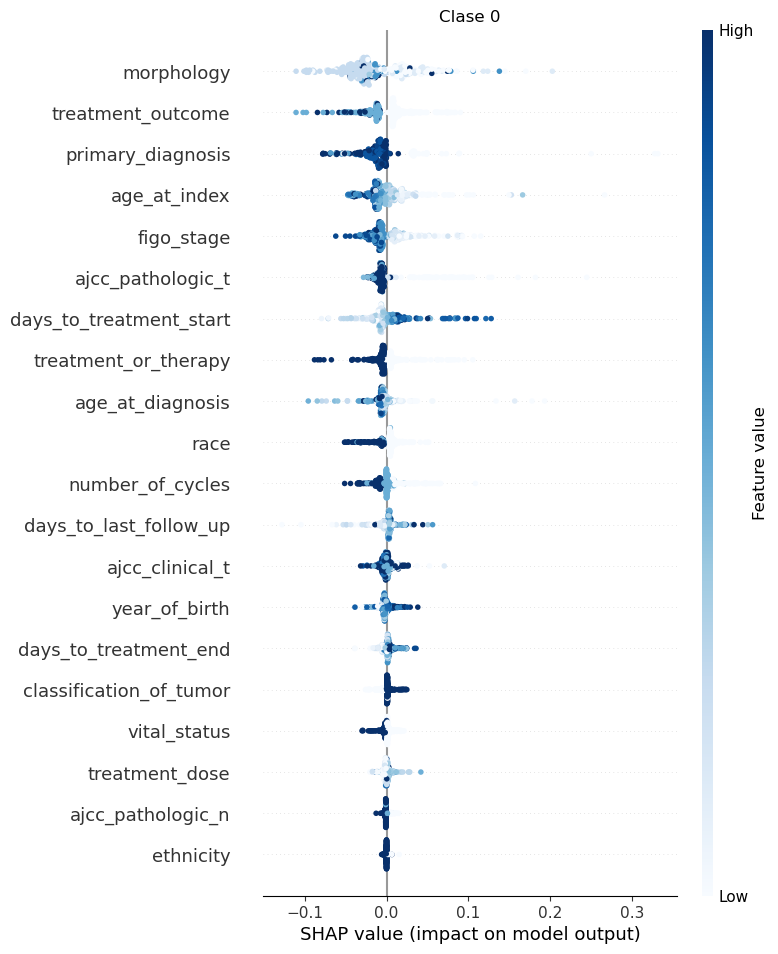 Clase 0
High
morphology
treatment_outcome
primary_diagnosis
age_at_index
figo_stage
ajcc_pathologic_t
days_to_treatment_start
treatment_or_therapy
age_at_diagnosis
race
number_of_cycles
days_to_last_follow_up
ajcc_clinical_t
year_of_birth
days_to_treatment_end
classification_of_tumor
vital_status
treatment_dose
ajcc_pathologic_n
ethnicity
Feature value
Low
−0.1 0.0 0.1 0.2 0.3
SHAP value (impact on model output)